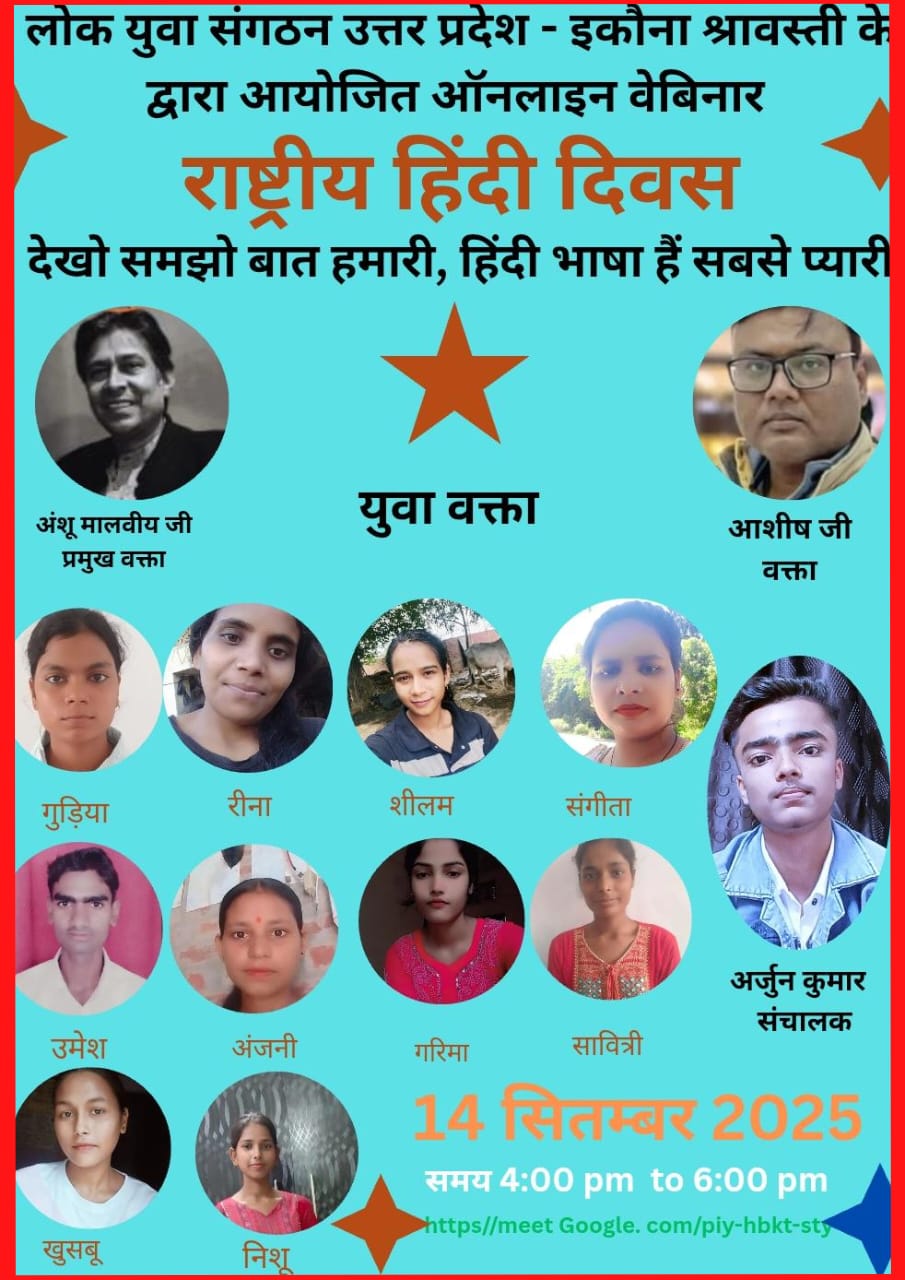 लोक युवा संगठन उत्तर प्रदेश - इकौना श्रावस्ती के
द्वारा आयोजित ऑनलाइन वेबिनार
राष्ट्रीय हिंदी दिवस
देखो समझो बात हमारी, हिंदी भाषा हैं सबसे प्यारी
अंशू मालवीय जी
प्रमुख वक्ता
युवा वक्ता
आशीष जी
वक्ता
गुड़िया
रीना
शीलम
संगीता
उमेश
अंजनी
गरिमा
सावित्री
अर्जुन कुमार
संचालक
खुसबू
निशू
14 सितम्बर 2025
समय 4:00 pm to 6:00 pm
https//meet Google. com/piy-hbkt-sty